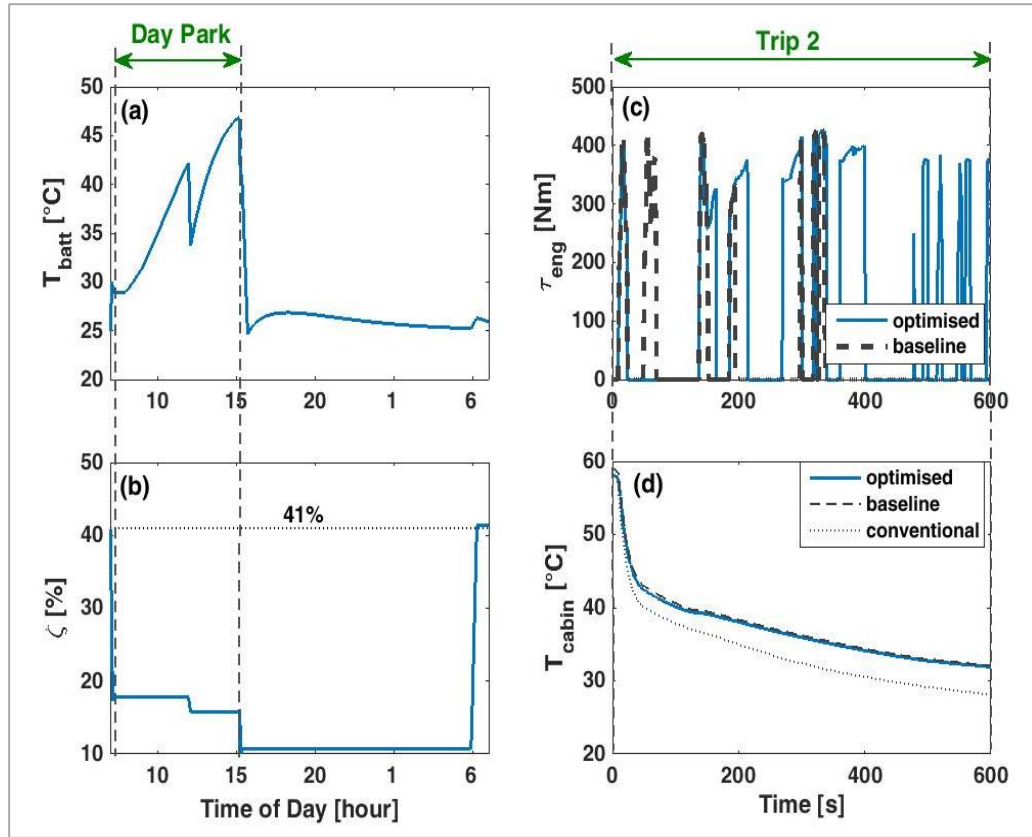 Day Park
(a)
T_batt [°C]
50
45
40
35
30
25
20
10 15 20 1 6
(b)
ζ [%]
50
40
30
20
10
41%
10 15 20 1 6
Time of Day [hour]
Trip 2
(c)
τ_eng [Nm]
500
400
300
200
100
0
optimised
baseline
0 200 400 600
(d)
T_cabin [°C]
60
50
40
30
20
optimised
baseline
conventional
0 200 400 600
Time [s]